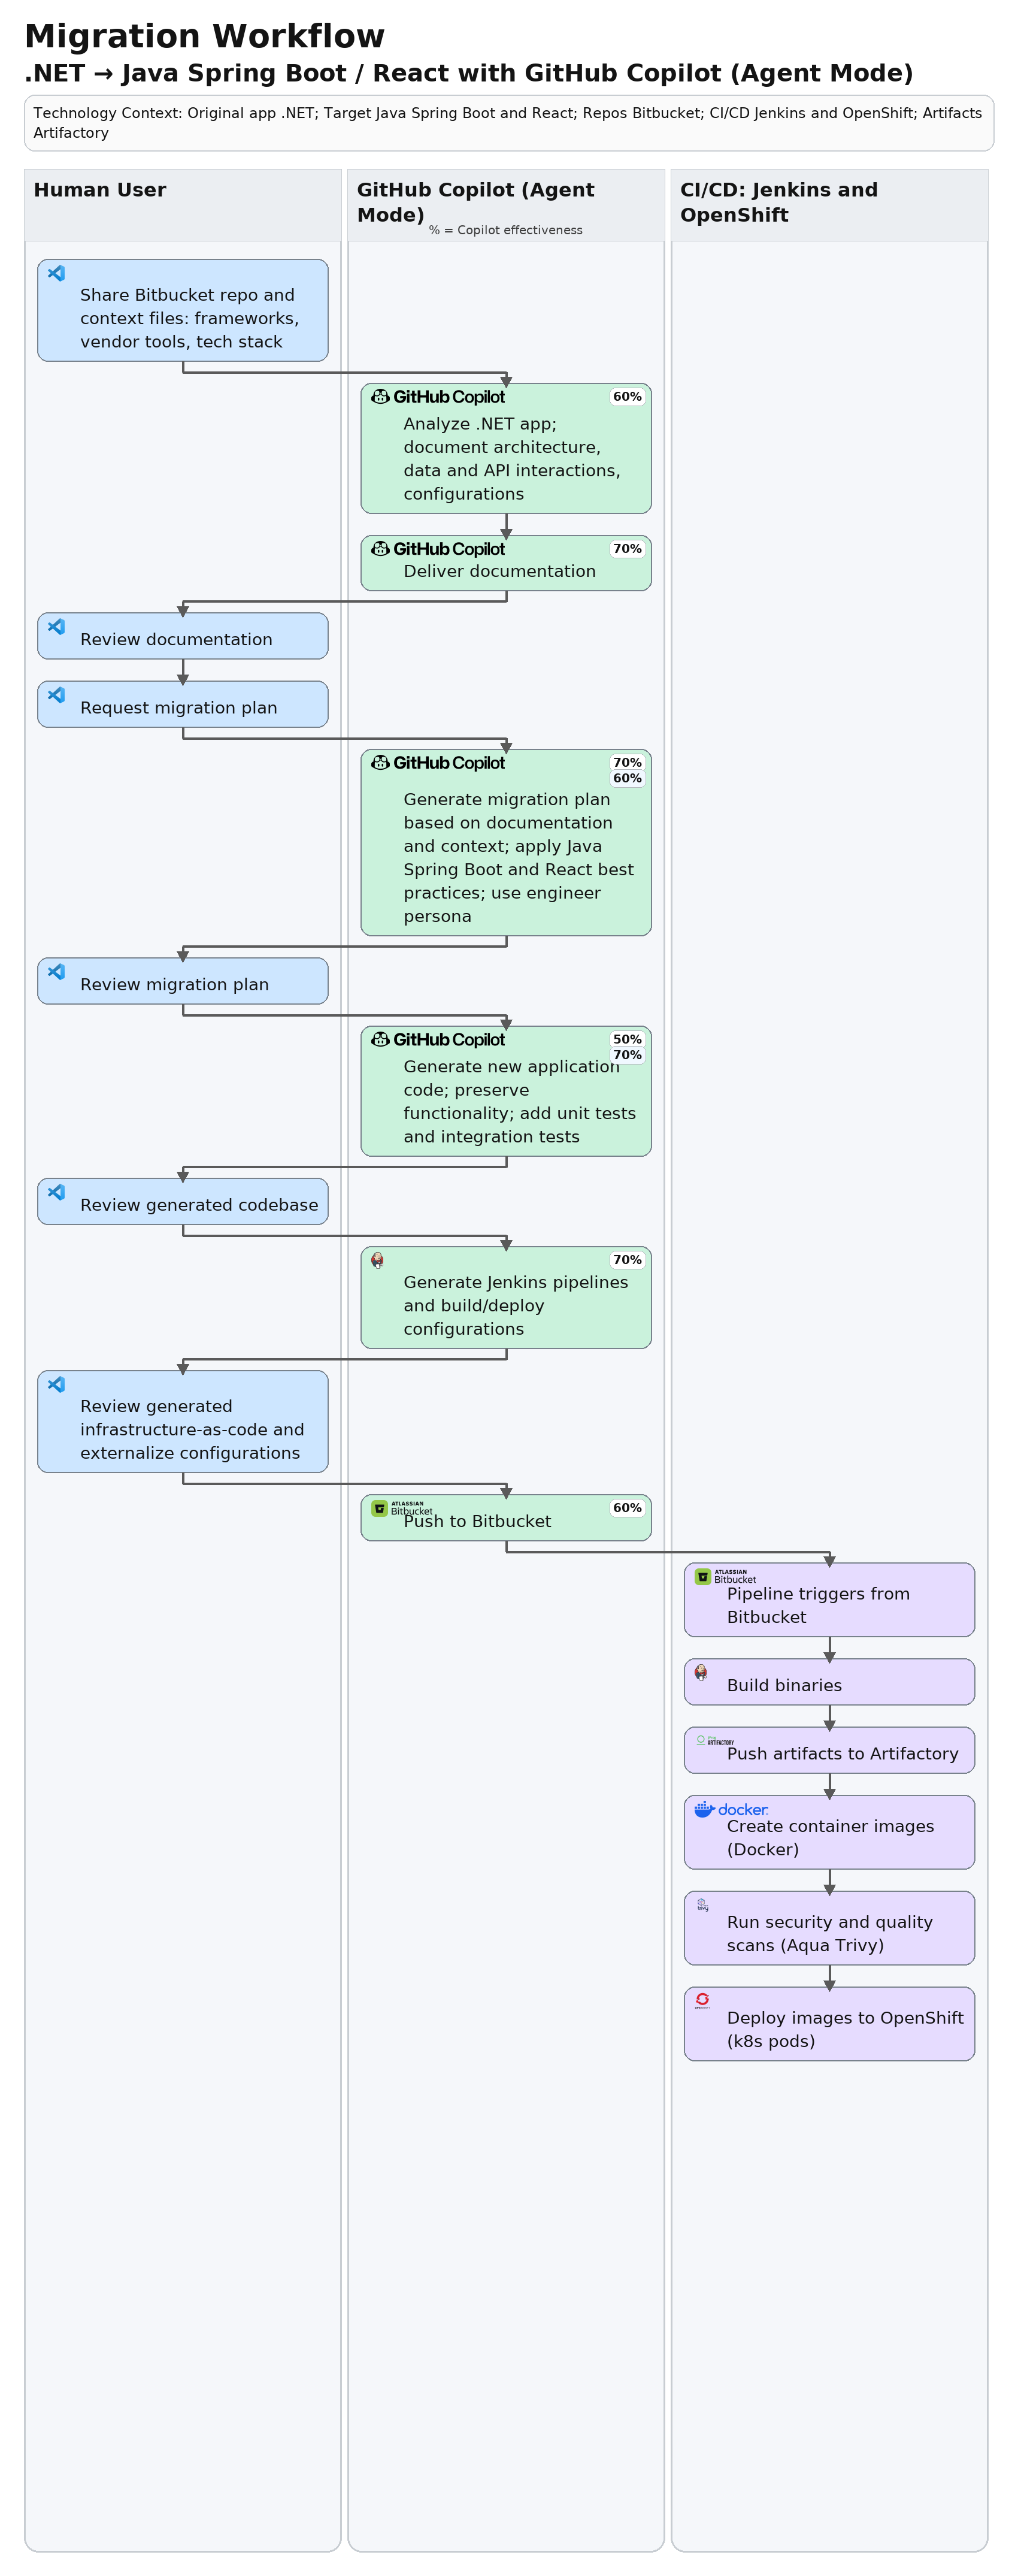 Migration Workflow
.NET → Java Spring Boot / React with GitHub Copilot (Agent Mode)
Technology Context: Original app .NET; Target Java Spring Boot and React; Repos Bitbucket; CI/CD Jenkins and OpenShift; Artifacts
Artifactory
Human User
GitHub Copilot (Agent
Mode)
% = Copilot effectiveness
CI/CD: Jenkins and
OpenShift
Share Bitbucket repo and
context files: frameworks,
vendor tools, tech stack
GitHub Copilot
60%
Analyze .NET app;
document architecture,
data and API interactions,
configurations
GitHub Copilot
70%
Deliver documentation
Review documentation
Request migration plan
GitHub Copilot
70%
60%
Generate migration plan
based on documentation
and context; apply Java
Spring Boot and React best
practices; use engineer
persona
Review migration plan
GitHub Copilot
50%
70%
Generate new application
code; preserve
functionality; add unit tests
and integration tests
Review generated codebase
70%
Generate Jenkins pipelines
and build/deploy
configurations
Review generated
infrastructure-as-code and
externalize configurations
ATLASSIAN
Bitbucket
60%
Push to Bitbucket
ATLASSIAN
Bitbucket
Pipeline triggers from
Bitbucket
Build binaries
ARTIFACTORY
Push artifacts to Artifactory
docker
Create container images
(Docker)
trivy
Run security and quality
scans (Aqua Trivy)
Deploy images to OpenShift
(k8s pods)